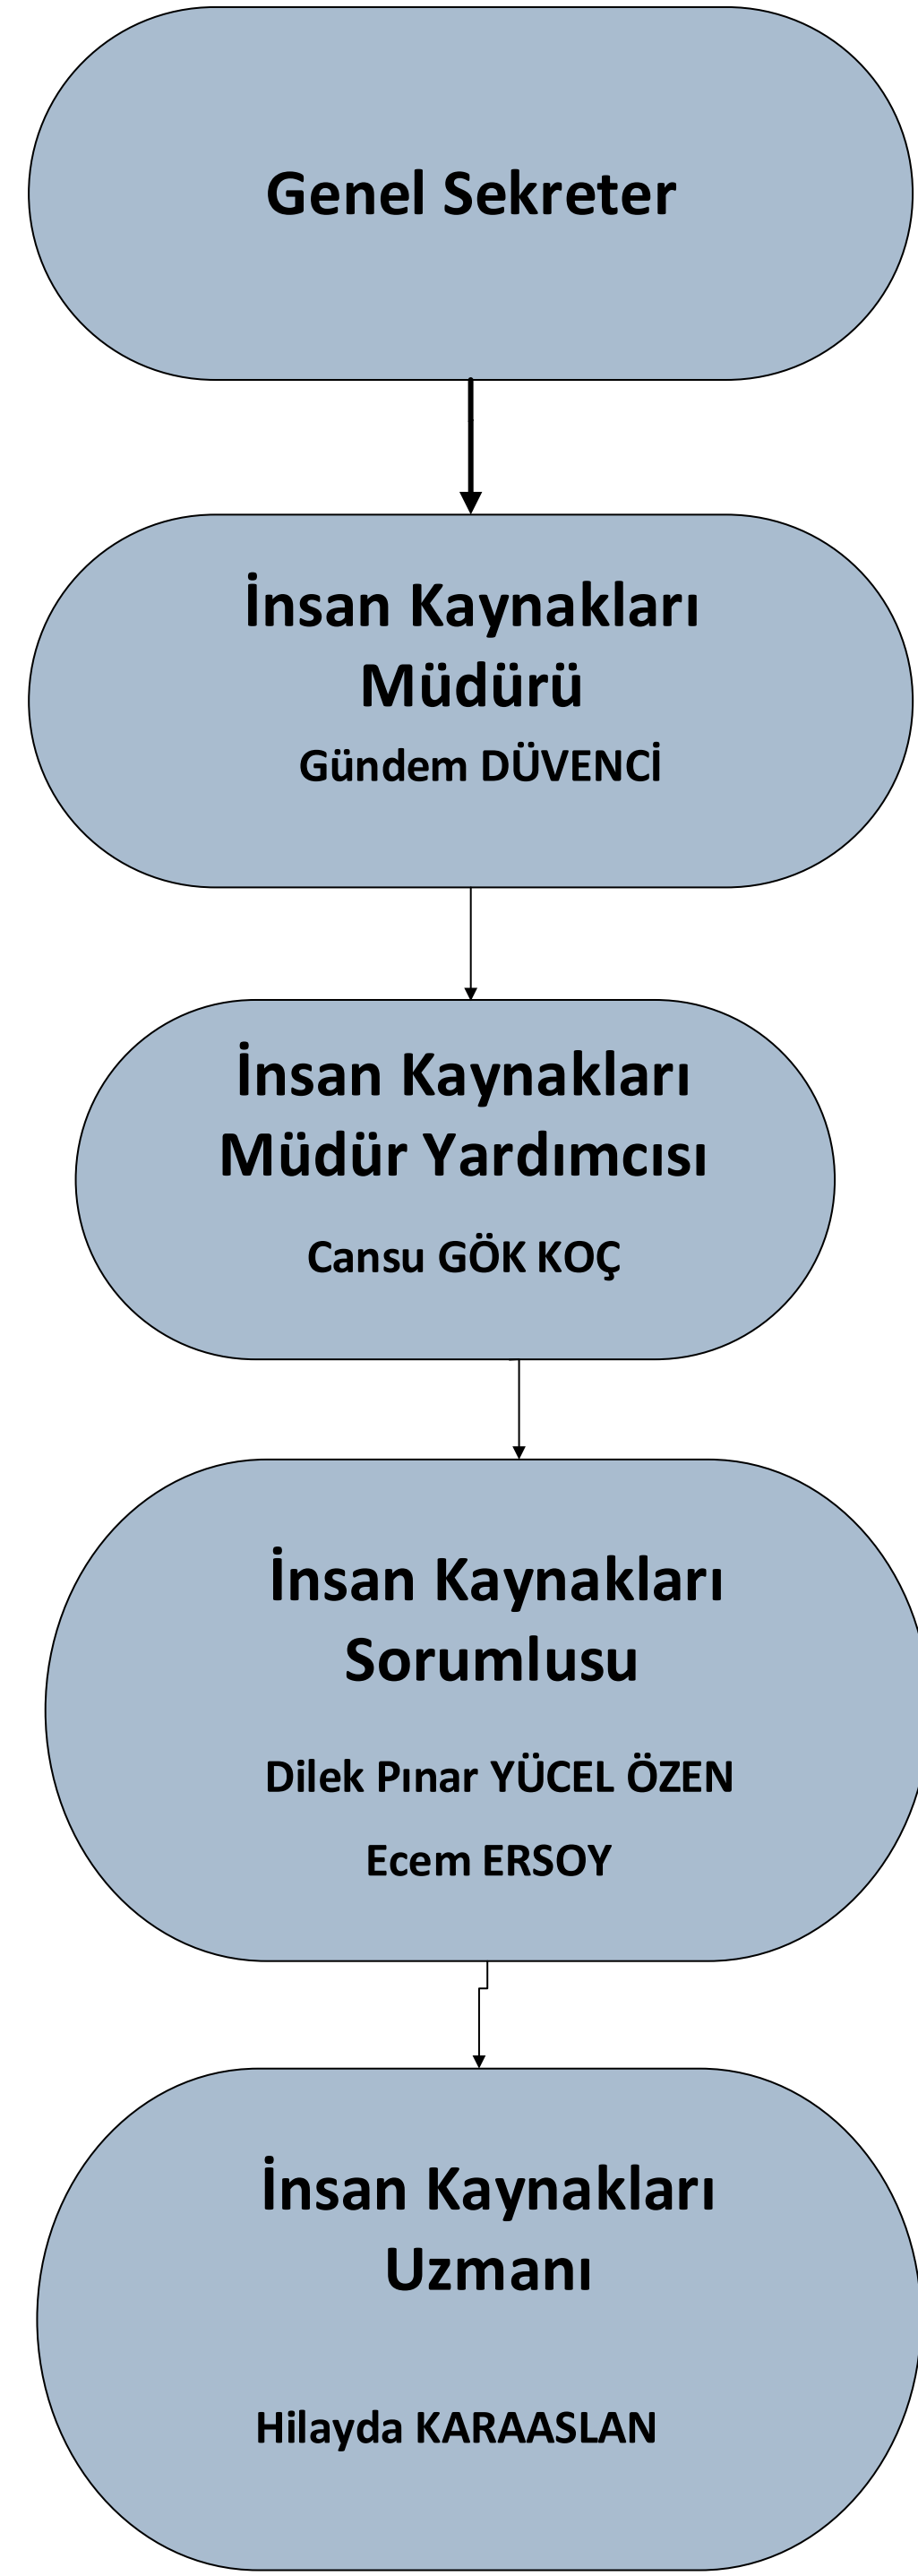 Genel Sekreter
İnsan Kaynakları
Müdürü
Gündem DÜVENCİ
İnsan Kaynakları
Müdür Yardımcısı
Cansu GÖK KOÇ
İnsan Kaynakları
Sorumlusu
Dilek Pınar YÜCEL ÖZEN
Ecem ERSOY
İnsan Kaynakları
Uzmanı
Hilayda KARAASLAN